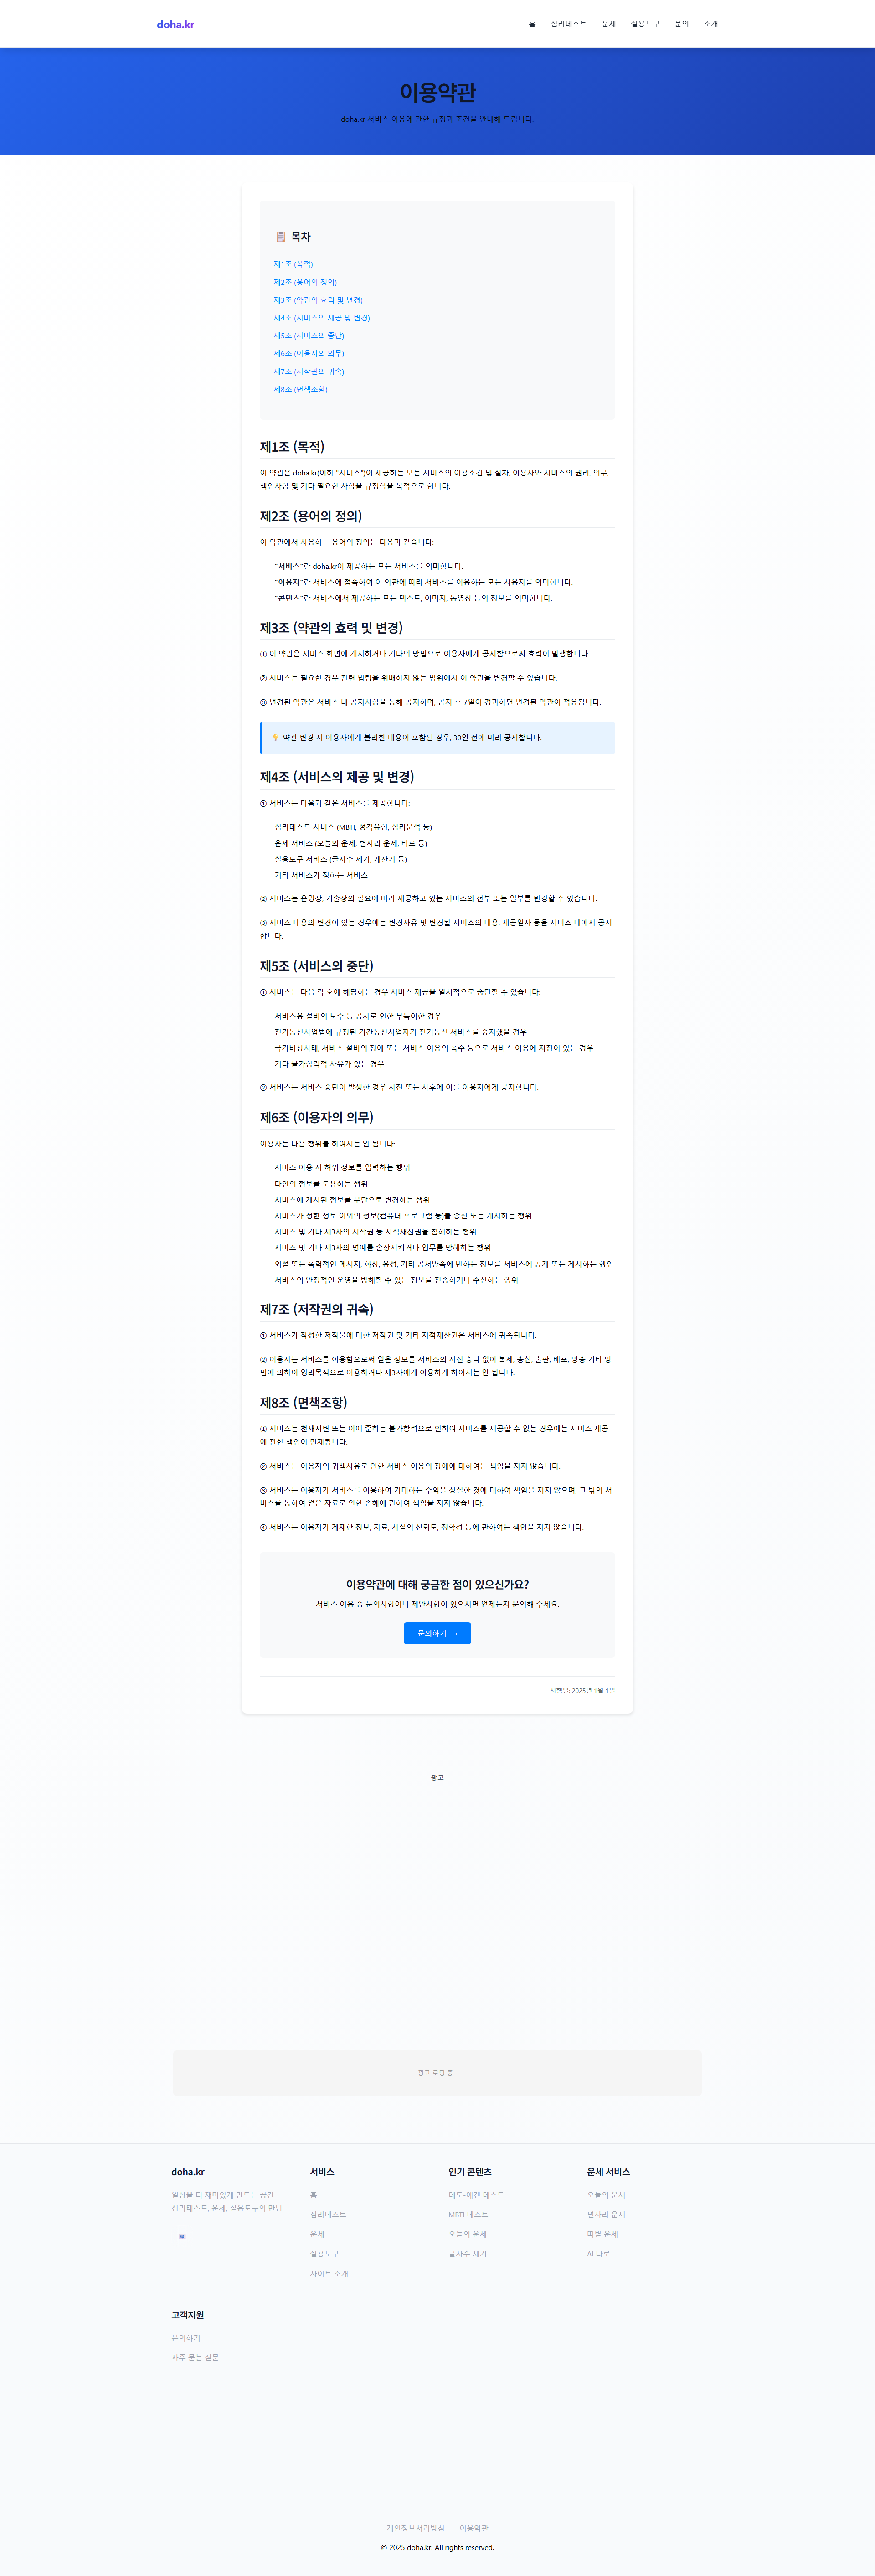 doha.kr
홈 심리테스트 운세 실용도구 문의 소개
이용약관
doha.kr 서비스 이용에 관한 규정과 조건을 안내해 드립니다.
📋 목차
제1조 (목적)
제2조 (용어의 정의)
제3조 (약관의 효력 및 변경)
제4조 (서비스의 제공 및 변경)
제5조 (서비스의 중단)
제6조 (이용자의 의무)
제7조 (저작권의 귀속)
제8조 (면책조항)
제1조 (목적)
이 약관은 doha.kr(이하 "서비스")이 제공하는 모든 서비스의 이용조건 및 절차, 이용자와 서비스의 권리, 의무,
책임사항 및 기타 필요한 사항을 규정함을 목적으로 합니다.
제2조 (용어의 정의)
이 약관에서 사용하는 용어의 정의는 다음과 같습니다:
"서비스"란 doha.kr이 제공하는 모든 서비스를 의미합니다.
"이용자"란 서비스에 접속하여 이 약관에 따라 서비스를 이용하는 모든 사용자를 의미합니다.
"콘텐츠"란 서비스에서 제공하는 모든 텍스트, 이미지, 동영상 등의 정보를 의미합니다.
제3조 (약관의 효력 및 변경)
① 이 약관은 서비스 화면에 게시하거나 기타의 방법으로 이용자에게 공지함으로써 효력이 발생합니다.
② 서비스는 필요한 경우 관련 법령을 위배하지 않는 범위에서 이 약관을 변경할 수 있습니다.
③ 변경된 약관은 서비스 내 공지사항을 통해 공지하며, 공지 후 7일이 경과하면 변경된 약관이 적용됩니다.
💡 약관 변경 시 이용자에게 불리한 내용이 포함된 경우, 30일 전에 미리 공지합니다.
제4조 (서비스의 제공 및 변경)
① 서비스는 다음과 같은 서비스를 제공합니다:
심리테스트 서비스 (MBTI, 성격유형, 심리분석 등)
운세 서비스 (오늘의 운세, 별자리 운세, 타로 등)
실용도구 서비스 (글자수 세기, 계산기 등)
기타 서비스가 정하는 서비스
② 서비스는 운영상, 기술상의 필요에 따라 제공하고 있는 서비스의 전부 또는 일부를 변경할 수 있습니다.
③ 서비스 내용의 변경이 있는 경우에는 변경사유 및 변경될 서비스의 내용, 제공일자 등을 서비스 내에서 공지
합니다.
제5조 (서비스의 중단)
① 서비스는 다음 각 호에 해당하는 경우 서비스 제공을 일시적으로 중단할 수 있습니다:
서비스용 설비의 보수 등 공사로 인한 부득이한 경우
전기통신사업법에 규정된 기간통신사업자가 전기통신 서비스를 중지했을 경우
국가비상사태, 서비스 설비의 장애 또는 서비스 이용의 폭주 등으로 서비스 이용에 지장이 있는 경우
기타 불가항력적 사유가 있는 경우
② 서비스는 서비스 중단이 발생한 경우 사전 또는 사후에 이를 이용자에게 공지합니다.
제6조 (이용자의 의무)
이용자는 다음 행위를 하여서는 안 됩니다:
서비스 이용 시 허위 정보를 입력하는 행위
타인의 정보를 도용하는 행위
서비스에 게시된 정보를 무단으로 변경하는 행위
서비스가 정한 정보 이외의 정보(컴퓨터 프로그램 등)를 송신 또는 게시하는 행위
서비스 및 기타 제3자의 저작권 등 지적재산권을 침해하는 행위
서비스 및 기타 제3자의 명예를 손상시키거나 업무를 방해하는 행위
외설 또는 폭력적인 메시지, 화상, 음성, 기타 공서양속에 반하는 정보를 서비스에 공개 또는 게시하는 행위
서비스의 안정적인 운영을 방해할 수 있는 정보를 전송하거나 수신하는 행위
제7조 (저작권의 귀속)
① 서비스가 작성한 저작물에 대한 저작권 및 기타 지적재산권은 서비스에 귀속됩니다.
② 이용자는 서비스를 이용함으로써 얻은 정보를 서비스의 사전 승낙 없이 복제, 송신, 출판, 배포, 방송 기타 방
법에 의하여 영리목적으로 이용하거나 제3자에게 이용하게 하여서는 안 됩니다.
제8조 (면책조항)
① 서비스는 천재지변 또는 이에 준하는 불가항력으로 인하여 서비스를 제공할 수 없는 경우에는 서비스 제공
에 관한 책임이 면제됩니다.
② 서비스는 이용자의 귀책사유로 인한 서비스 이용의 장애에 대하여는 책임을 지지 않습니다.
③ 서비스는 이용자가 서비스를 이용하여 기대하는 수익을 상실한 것에 대하여 책임을 지지 않으며, 그 밖의 서
비스를 통하여 얻은 자료로 인한 손해에 관하여 책임을 지지 않습니다.
④ 서비스는 이용자가 게재한 정보, 자료, 사실의 신뢰도, 정확성 등에 관하여는 책임을 지지 않습니다.
이용약관에 대해 궁금한 점이 있으신가요?
서비스 이용 중 문의사항이나 제안사항이 있으시면 언제든지 문의해 주세요.
문의하기 →
시행일: 2025년 1월 1일
광고
광고 로딩 중...
doha.kr
일상을 더 재미있게 만드는 공간
심리테스트, 운세, 실용도구의 만남
서비스
홈
심리테스트
운세
실용도구
사이트 소개
인기 콘텐츠
테토-에겐 테스트
MBTI 테스트
오늘의 운세
글자수 세기
운세 서비스
오늘의 운세
별자리 운세
띠별 운세
AI 타로
고객지원
문의하기
자주 묻는 질문
개인정보처리방침 이용약관
© 2025 doha.kr. All rights reserved.